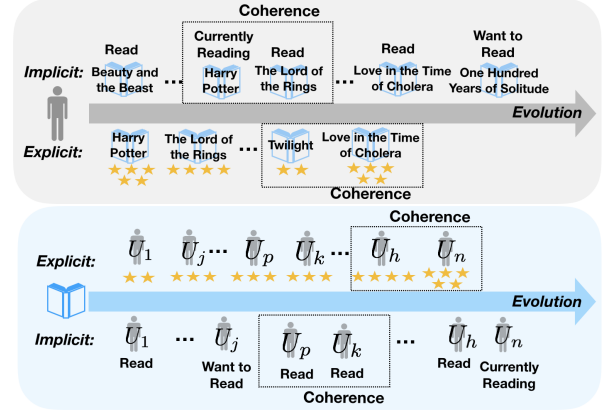 Coherence
Read
Currently
Reading
Read
Read
Want to
Read
Implicit:
Beauty and
the Beast
...
Harry
Potter
The Lord of
the Rings
...
Love in the Time
of Cholera
One Hundred
Years of Solitude
Evolution
Explicit:
Harry
Potter
The Lord of
the Rings
...
Twilight
Love in the Time
of Cholera
Coherence
Coherence
Explicit:
U1 Uj ... Up Uk ... Uh Un
Evolution
Implicit:
U1 ... Uj Up Uk ... Uh Un
Read
Want to
Read
Read
Read
Read
Currently
Reading
Coherence